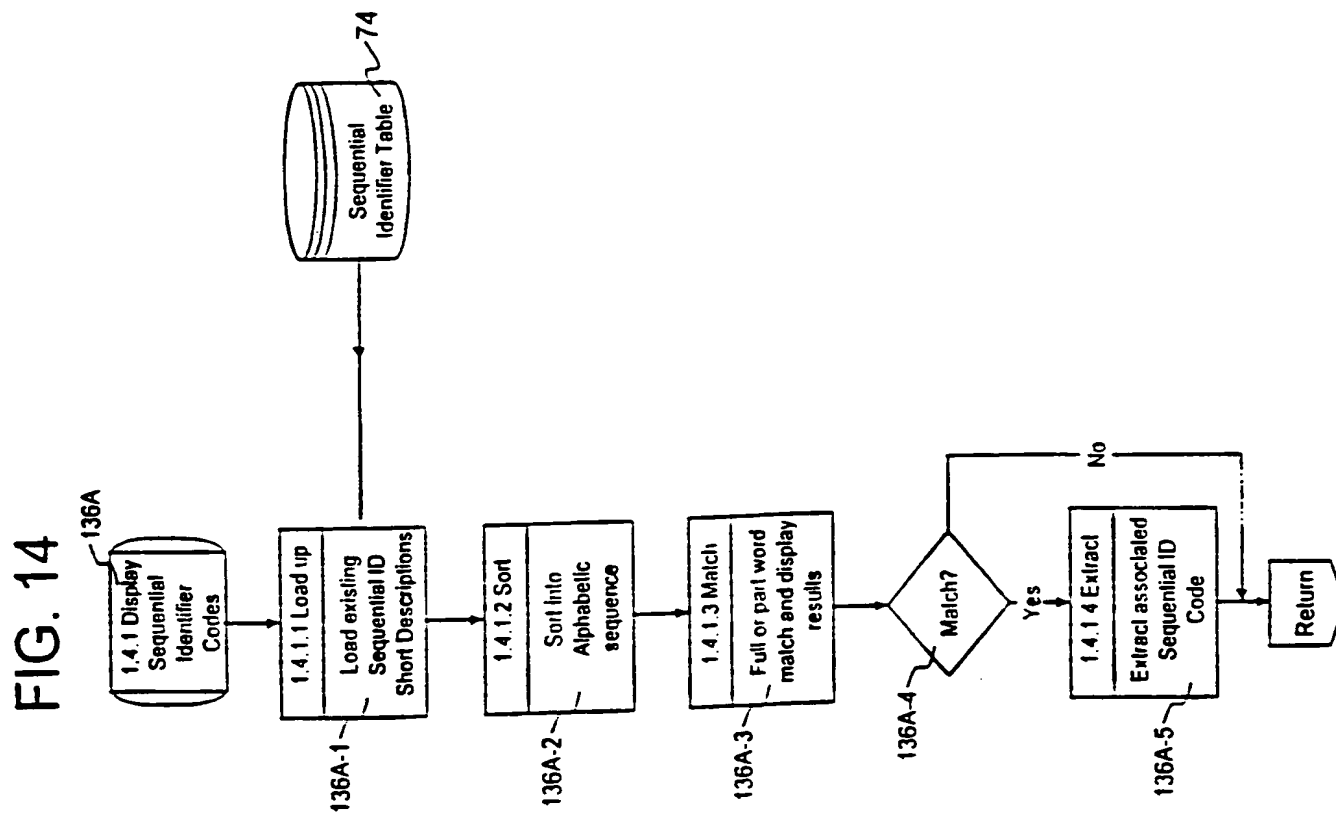 FIG. 14
136A
1.4.1 Display
Sequential
Identifier
Codes
1.4.1.1 Load up
Load existing
Sequential ID
Short Descriptions
136A-1
Sequential
Identifier Table
74
1.4.1.2 Sort
Sort into
Alphabetic
sequence
136A-2
1.4.1.3 Match
Full or part word
match and display
results
136A-3
Match?
136A-4
No
Yes
1.4.1.4 Extract
Extract associated
Sequential ID
Code
136A-5
Return